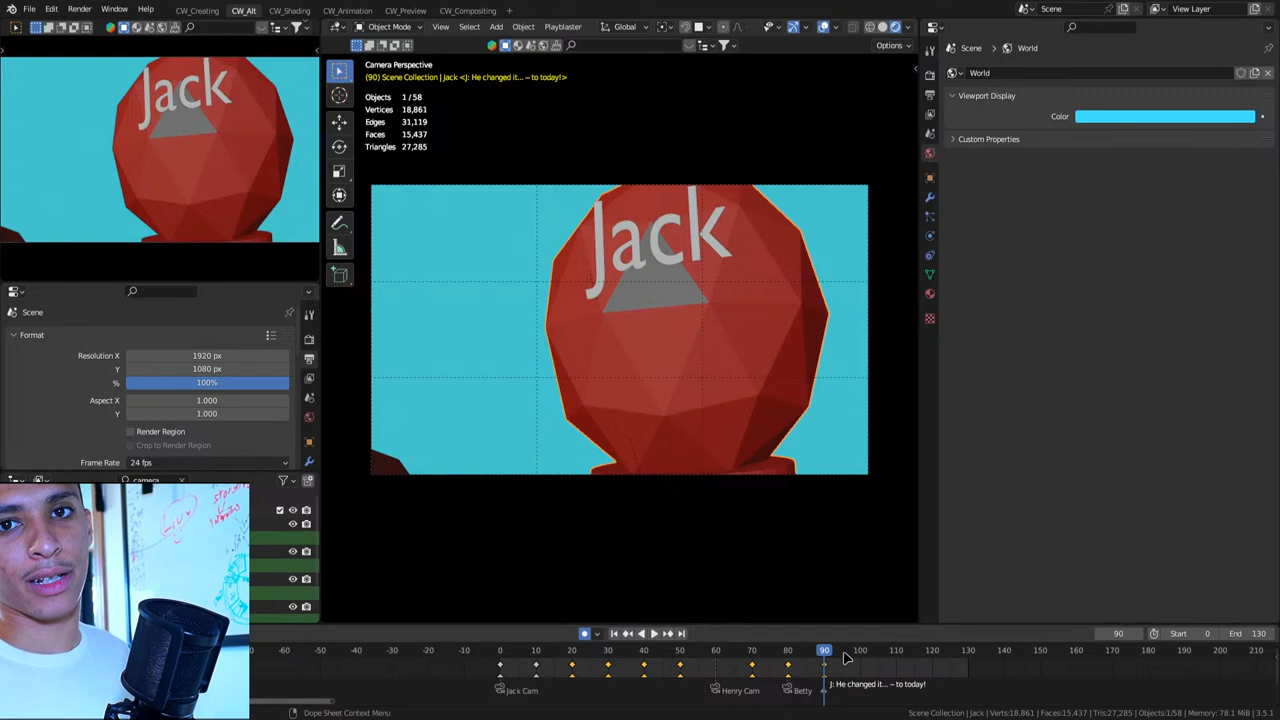 File Edit Render Window Help CW_Creating CW_Alt CW_Shading CW_Animation CW_Preview CW_Compositing Scene View Layer
Object Mode View Select Add Object Playblaster Global
Options
Camera Perspective
(90) Scene Collection | Jack <J: He changed it... – to today!>
Objects 1 / 58
Vertices 18,861
Edges 31,119
Faces 15,437
Triangles 27,285
Jack
Jack
Scene World
World
Viewport Display
Color
Custom Properties
Scene
Format
Resolution X 1920 px
Y 1080 px
% 100%
Aspect X 1.000
Y 1.000
Render Region
Crop to Render Region
Frame Rate 24 fps
camera
90 Start 0 End 130
-60 -50 -40 -30 -20 -10 0 10 20 30 40 50 60 70 80 90 100 110 120 130 140 150 160 170 180 190 200 210
J: He changed it... – to today!
Jack Cam Henry Cam Betty
Dope Sheet Context Menu
Scene Collection | Jack | Verts:18,861 | Faces:15,437 | Tris:27,285 | Objects:1/58 | Memory: 78.1 MiB | 3.5.1